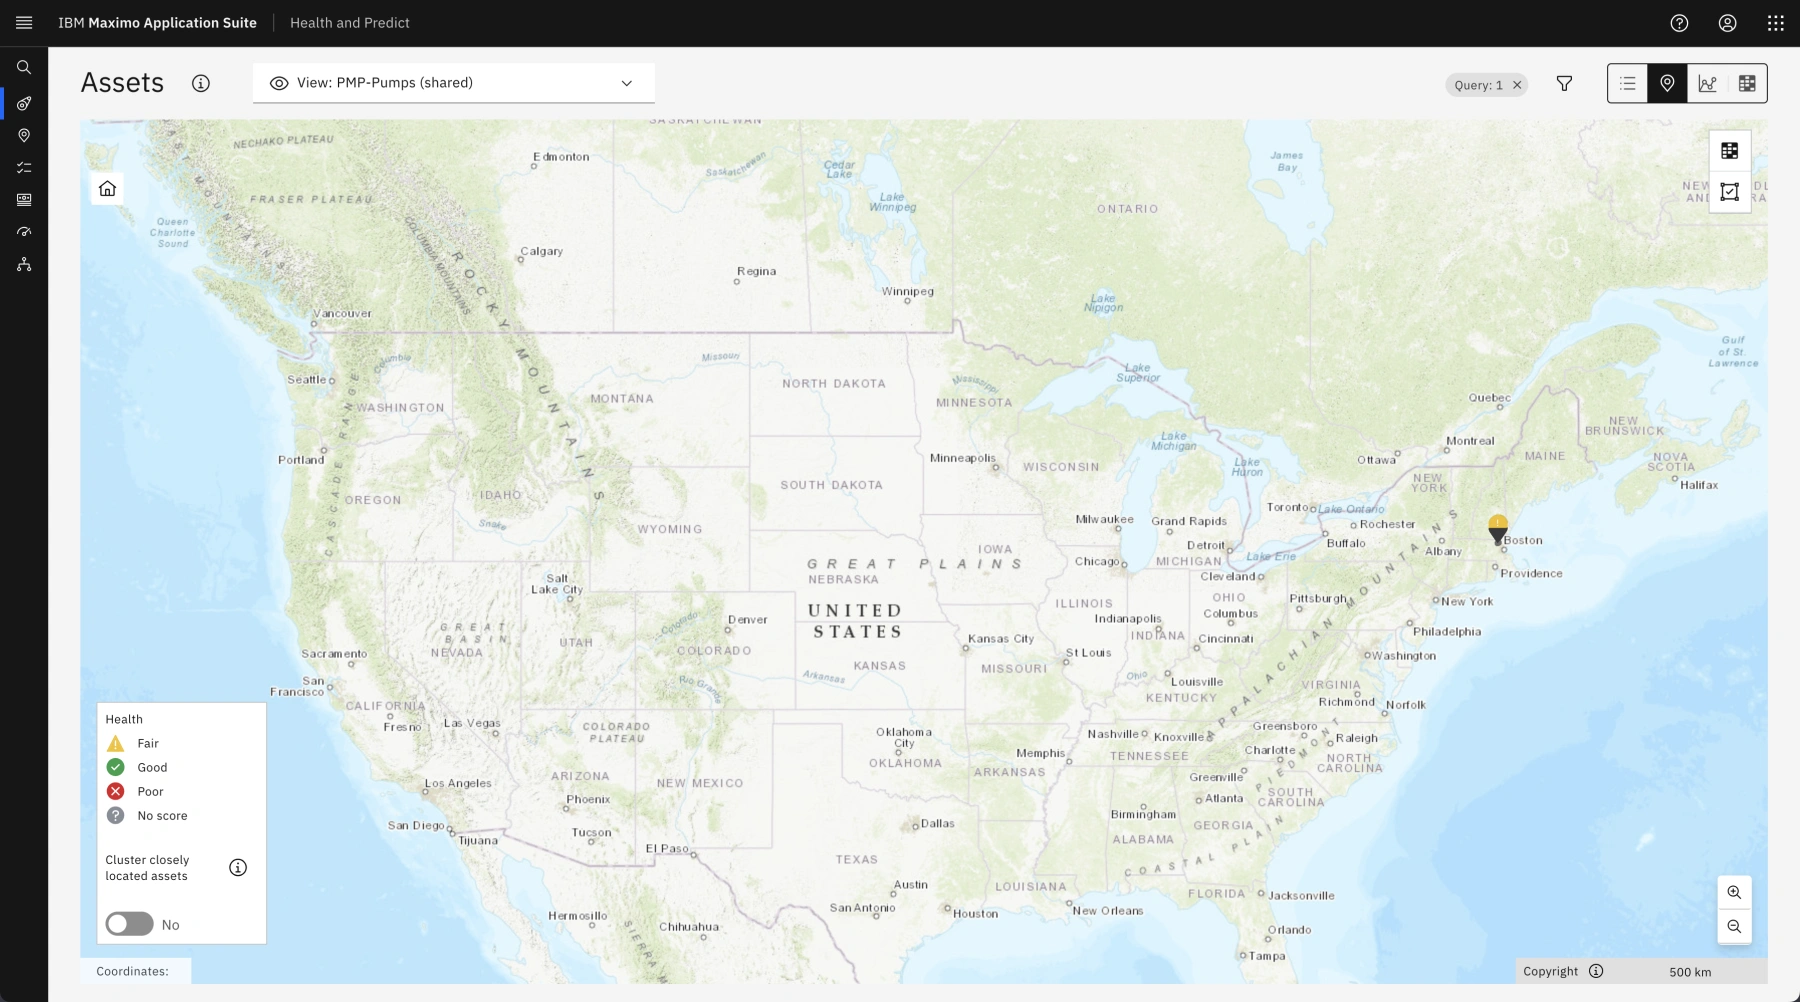 IBM Maximo Application Suite
Health and Predict
Assets
View: PMP-Pumps (shared)
Query: 1
SASKATCHEWAN
NECHAKO PLATEAU
Edmonton
Saskatchewan
Cedar
Lake
Lake
Winnipeg
James
Bay
FRASER PLATEAU
ONTARIO
Queen
Charlotte
Sound
COLUMBIA MOUNTAINS
ROCKY MOUNTAINS
Calgary
Regina
Winnipeg
Lake
Nipigon
Vancouver
Gulf
of St.
Lawrence
Columbia
Missouri
Lake
Superior
Seattle
NORTH DAKOTA
Mississippi
WASHINGTON
MONTANA
MINNESOTA
Quebec
NEW
BRUNSWICK
Montreal
Lake
Michigan
Portland
Minneapolis
WISCONSIN
Lake
Huron
Ottawa
MAINE
NOVA
SCOTIA
CASCADE RANGE
OREGON
IDAHO
SOUTH DAKOTA
NEW
YORK
Halifax
Snake
WYOMING
Milwaukee
Grand Rapids
Toronto
Lake Ontario
Rochester
Boston
Buffalo
Albany
Detroit
IOWA
GREAT PLAINS
Chicago
MICHIGAN
Lake Erie
NEBRASKA
Salt
Lake City
Cleveland
Providence
UNITED
STATES
ILLINOIS
OHIO
Pittsburgh
New York
Columbus
Indianapolis
INDIANA
Cincinnati
Philadelphia
GREAT
BASIN
NEVADA
Colorado
Denver
UTAH
COLORADO
Kansas City
St Louis
KANSAS
MISSOURI
Washington
Sacramento
San
Francisco
Rio Grande
Arkansas
Ohio
Louisville
KENTUCKY
VIRGINIA
Richmond
Norfolk
APPALACHIAN MOUNTAINS
CALIFORNIA
Fresno
Las Vegas
COLORADO
PLATEAU
Oklahoma
City
OKLAHOMA
Nashville
Knoxville
Greensboro
Raleigh
Memphis
TENNESSEE
Charlotte
NORTH
CAROLINA
ARKANSAS
PIEDMONT
Los Angeles
ARIZONA
NEW MEXICO
Greenville
Phoenix
Atlanta
SOUTH
CAROLINA
Birmingham
San Diego
Tijuana
Tucson
El Paso
Dallas
ALABAMA
GEORGIA
COASTAL PLAIN
TEXAS
Austin
LOUISIANA
FLORIDA
Jacksonville
San Antonio
Houston
New Orleans
Hermosillo
Chihuahua
Orlando
Tampa
SIERRA M
Health
Fair
Good
Poor
No score
Cluster closely
located assets
No
Coordinates:
Copyright
500 km